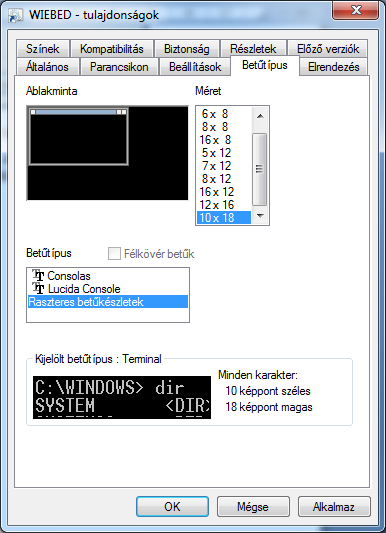 WIEBED - tulajdonságok
Színek
Kompatibilitás
Biztonság
Részletek
Előző verziók
Általános
Parancsikon
Beállítások
Betűtípus
Elrendezés
Ablakminta
Méret
6 x 8
8 x 8
16 x 8
5 x 12
7 x 12
8 x 12
16 x 12
12 x 16
10 x 18
Betűtípus
Félkövér betűk
Consolas
Lucida Console
Raszteres betűkészletek
Kijelölt betűtípus : Terminal
C:\WINDOWS> dir
SYSTEM <DIR>
Minden karakter:
10 képpont széles
18 képpont magas
OK
Mégse
Alkalmaz